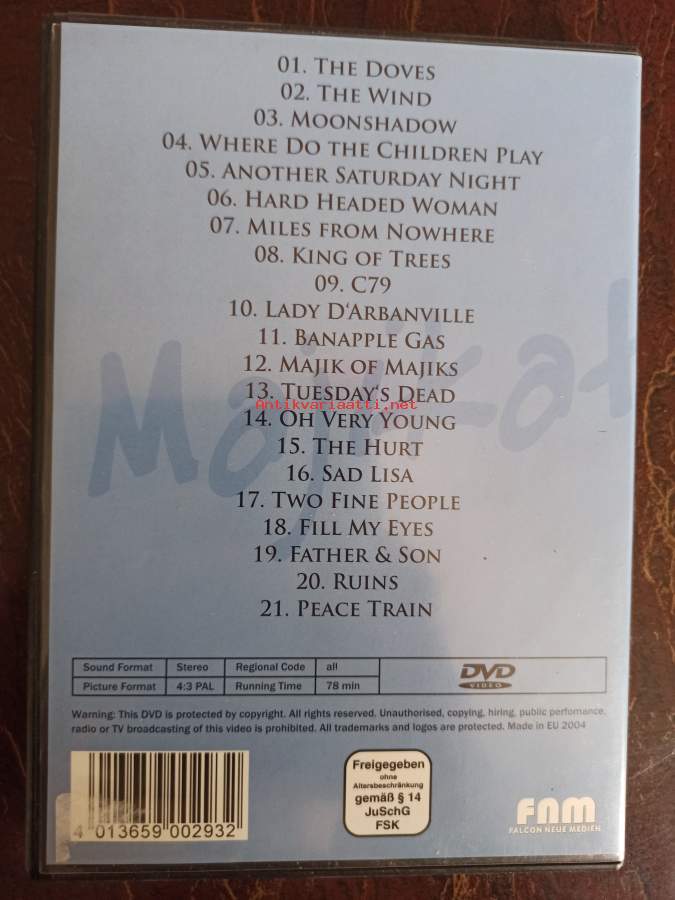 01. The Doves
02. The Wind
03. Moonshadow
04. Where Do the Children Play
05. Another Saturday Night
06. Hard Headed Woman
07. Miles from Nowhere
08. King of Trees
09. C79
10. Lady D'Arbanville
11. Banapple Gas
12. Majik of Majiks
13. Tuesday's Dead
Antikvariaatti.net
14. Oh Very Young
15. The Hurt
16. Sad Lisa
17. Two Fine People
18. Fill My Eyes
19. Father & Son
20. Ruins
21. Peace Train
Majikat
Sound Format Stereo Regional Code all
Picture Format 4:3 PAL Running Time 78 min
DVD
VIDEO
Warning: This DVD is protected by copyright. All rights reserved. Unauthorised, copying, hiring, public perfomance,
radio or TV broadcasting of this video is prohibited. All trademarks and logos are protected. Made in EU 2004
4 013659 002932
Freigegeben
ohne
Altersbeschränkung
gemäß § 14
JuSchG
FSK
fnm
FALCON NEUE MEDIEN